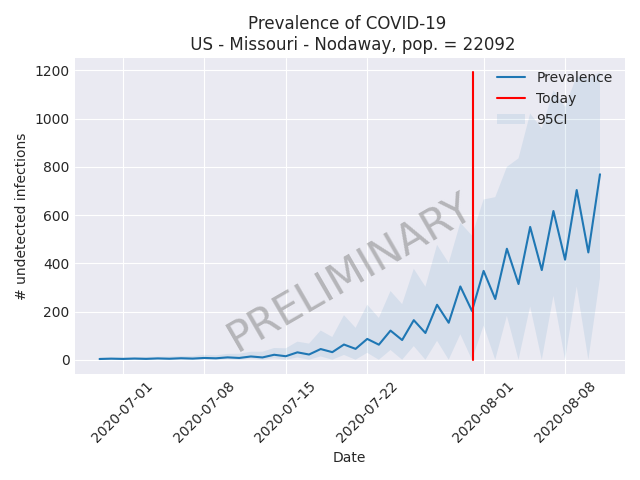 Prevalence of COVID-19
US - Missouri - Nodaway, pop. = 22092
1200
1000
800
600
400
200
0
# undetected infections
Prevalence
Today
95CI
PRELIMINARY
2020-07-01
2020-07-08
2020-07-15
2020-07-22
2020-08-01
2020-08-08
Date